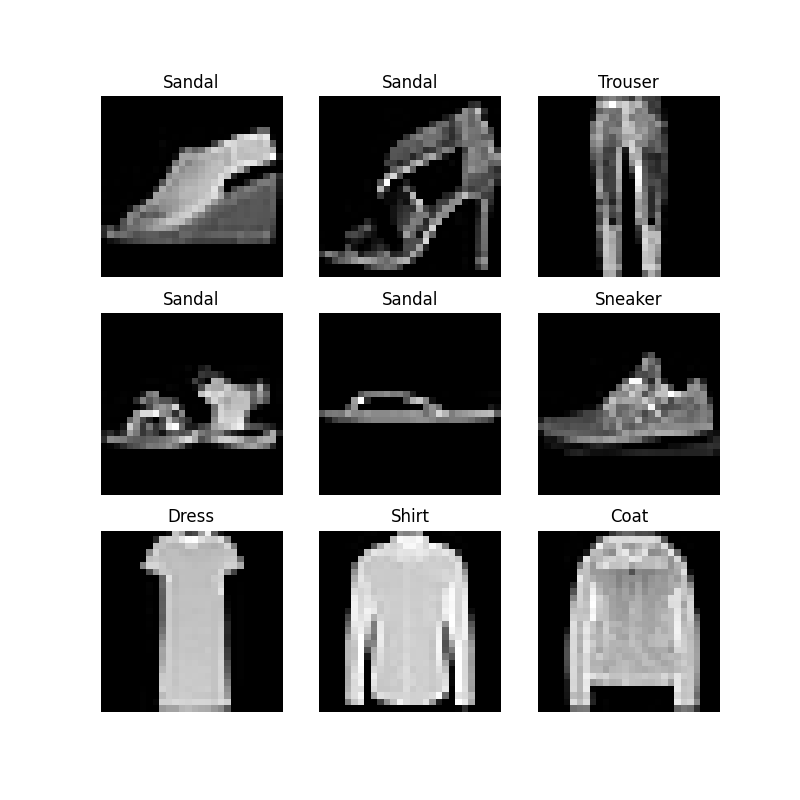 Sandal
Sandal
Trouser
Sandal
Sandal
Sneaker
Dress
Shirt
Coat